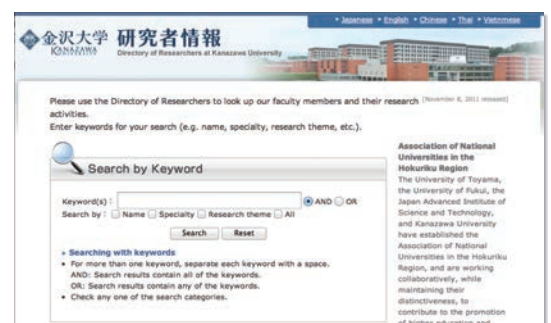 • Japanese • English • Chinese • Thai • Vietnomese
金沢大学 研究者情報
KANAZAWA UNIVERSITY
Directory of Researchers at Kanazawa University
Please use the Directory of Researchers to look up our faculty members and their research [November 8, 2011 released]
activities.
Enter keywords for your search (e.g. name, specialty, research theme, etc.).
Search by Keyword
Keyword(s) : AND OR
Search by : Name Specialty Research theme All
Search Reset
Searching with keywords
• For more than one keyword, separate each keyword with a space.
AND: Search results contain all of the keywords.
OR: Search results contain any of the keywords.
• Check any one of the search categories.
Association of National
Universities in the
Hokuriku Region
The University of Toyama,
the University of Fukui, the
Japan Advanced Institute of
Science and Technology,
and Kanazawa University
have established the
Association of National
Universities in the Hokuriku
Region, and are working
collaboratively, while
maintaining their
distinctiveness, to
contribute to the promotion
of higher education and